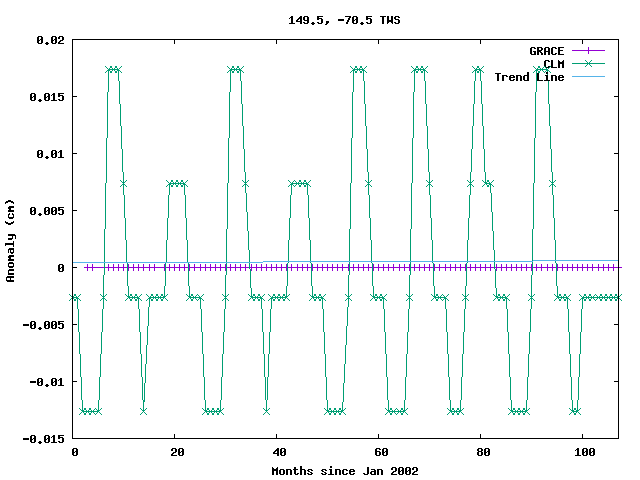 149.5, -70.5 TWS
0.02
0.015
0.01
0.005
0
-0.005
-0.01
-0.015
Anomaly (cm)
GRACE
CLM
Trend Line
0 20 40 60 80 100
Months since Jan 2002